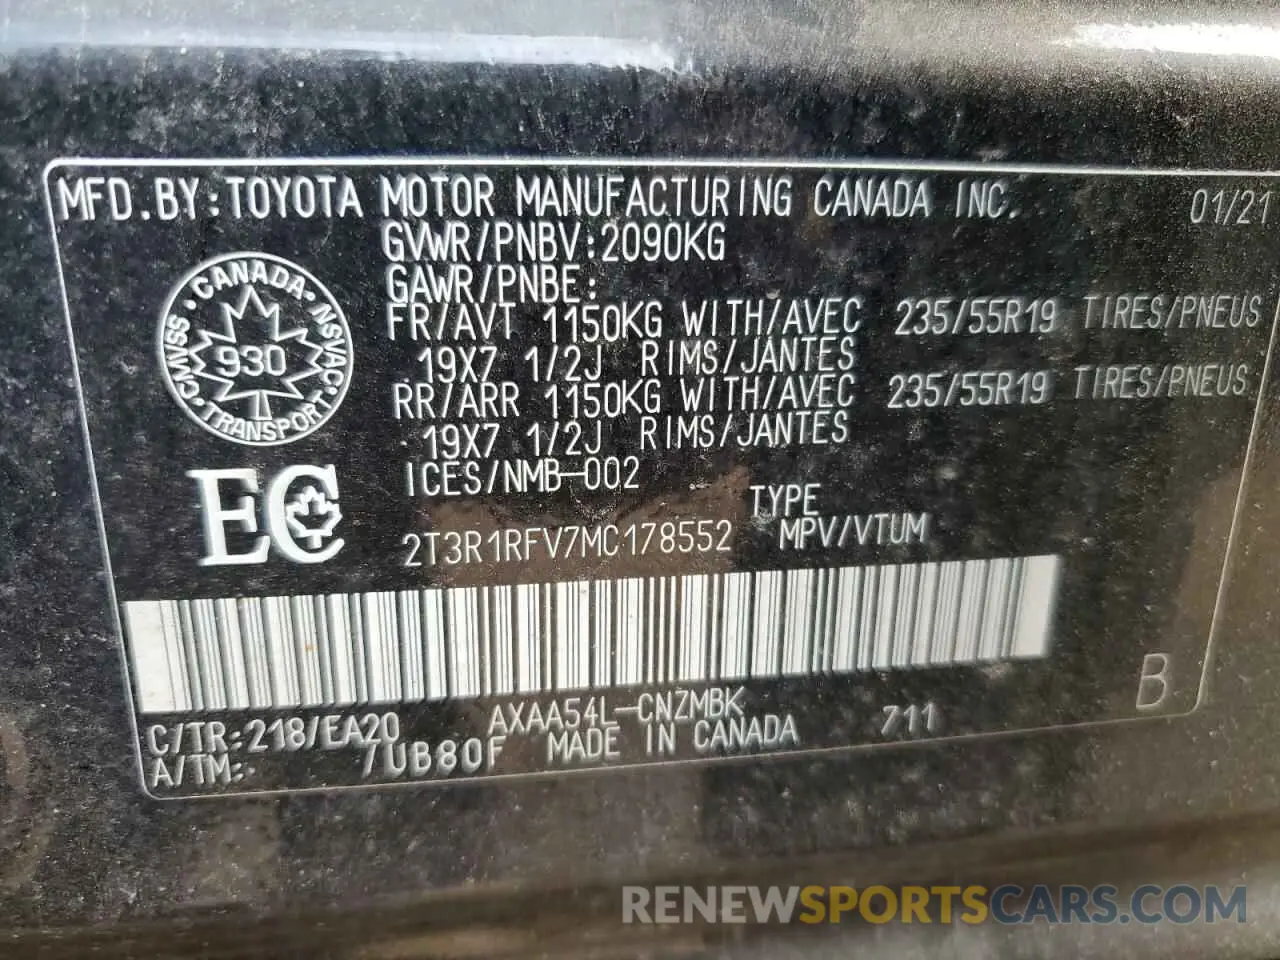 MFD.BY:TOYOTA MOTOR MANUFACTURING CANADA INC. 01/21
GVWR/PNBV:2090KG
GAWR/PNBE:
FR/AVT 1150KG WITH/AVEC 235/55R19 TIRES/PNEUS
19X7 1/2J RIMS/JANTES
RR/ARR 1150KG WITH/AVEC 235/55R19 TIRES/PNEUS
19X7 1/2J RIMS/JANTES
CANADA · NSVAC · TRANSPORT · CMVSS
930
ICES/NMB-002
EC
TYPE
2T3R1RFV7MC178552 MPV/VTUM
B
C/TR:218/EA20 AXAA54L-CNZMBK 711
A/TM:- /UB80F MADE IN CANADA
RENEWSPORTSCARS.COM